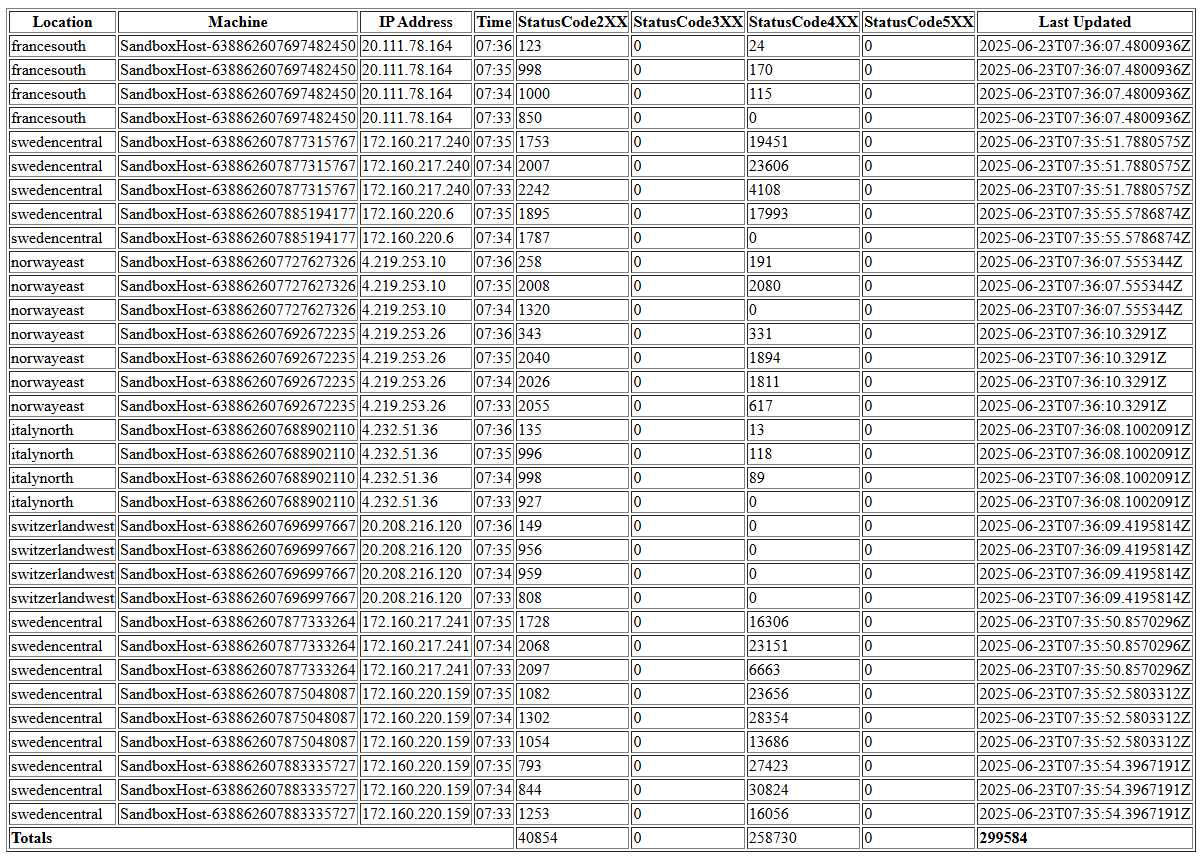 Location Machine IP Address Time StatusCode2XX StatusCode3XX StatusCode4XX StatusCode5XX Last Updated
francesouth SandboxHost-638862607697482450 20.111.78.164 07:36 123 0 24 0 2025-06-23T07:36:07.4800936Z
francesouth SandboxHost-638862607697482450 20.111.78.164 07:35 998 0 170 0 2025-06-23T07:36:07.4800936Z
francesouth SandboxHost-638862607697482450 20.111.78.164 07:34 1000 0 115 0 2025-06-23T07:36:07.4800936Z
francesouth SandboxHost-638862607697482450 20.111.78.164 07:33 850 0 0 0 2025-06-23T07:36:07.4800936Z
swedencentral SandboxHost-638862607877315767 172.160.217.240 07:35 1753 0 19451 0 2025-06-23T07:35:51.7880575Z
swedencentral SandboxHost-638862607877315767 172.160.217.240 07:34 2007 0 23606 0 2025-06-23T07:35:51.7880575Z
swedencentral SandboxHost-638862607877315767 172.160.217.240 07:33 2242 0 4108 0 2025-06-23T07:35:51.7880575Z
swedencentral SandboxHost-638862607885194177 172.160.220.6 07:35 1895 0 17993 0 2025-06-23T07:35:55.5786874Z
swedencentral SandboxHost-638862607885194177 172.160.220.6 07:34 1787 0 0 0 2025-06-23T07:35:55.5786874Z
norwayeast SandboxHost-638862607727627326 4.219.253.10 07:36 258 0 191 0 2025-06-23T07:36:07.555344Z
norwayeast SandboxHost-638862607727627326 4.219.253.10 07:35 2008 0 2080 0 2025-06-23T07:36:07.555344Z
norwayeast SandboxHost-638862607727627326 4.219.253.10 07:34 1320 0 0 0 2025-06-23T07:36:07.555344Z
norwayeast SandboxHost-638862607692672235 4.219.253.26 07:36 343 0 331 0 2025-06-23T07:36:10.3291Z
norwayeast SandboxHost-638862607692672235 4.219.253.26 07:35 2040 0 1894 0 2025-06-23T07:36:10.3291Z
norwayeast SandboxHost-638862607692672235 4.219.253.26 07:34 2026 0 1811 0 2025-06-23T07:36:10.3291Z
norwayeast SandboxHost-638862607692672235 4.219.253.26 07:33 2055 0 617 0 2025-06-23T07:36:10.3291Z
italynorth SandboxHost-638862607688902110 4.232.51.36 07:36 135 0 13 0 2025-06-23T07:36:08.1002091Z
italynorth SandboxHost-638862607688902110 4.232.51.36 07:35 996 0 118 0 2025-06-23T07:36:08.1002091Z
italynorth SandboxHost-638862607688902110 4.232.51.36 07:34 998 0 89 0 2025-06-23T07:36:08.1002091Z
italynorth SandboxHost-638862607688902110 4.232.51.36 07:33 927 0 0 0 2025-06-23T07:36:08.1002091Z
switzerlandwest SandboxHost-638862607696997667 20.208.216.120 07:36 149 0 0 0 2025-06-23T07:36:09.4195814Z
switzerlandwest SandboxHost-638862607696997667 20.208.216.120 07:35 956 0 0 0 2025-06-23T07:36:09.4195814Z
switzerlandwest SandboxHost-638862607696997667 20.208.216.120 07:34 959 0 0 0 2025-06-23T07:36:09.4195814Z
switzerlandwest SandboxHost-638862607696997667 20.208.216.120 07:33 808 0 0 0 2025-06-23T07:36:09.4195814Z
swedencentral SandboxHost-638862607877333264 172.160.217.241 07:35 1728 0 16306 0 2025-06-23T07:35:50.8570296Z
swedencentral SandboxHost-638862607877333264 172.160.217.241 07:34 2068 0 23151 0 2025-06-23T07:35:50.8570296Z
swedencentral SandboxHost-638862607877333264 172.160.217.241 07:33 2097 0 6663 0 2025-06-23T07:35:50.8570296Z
swedencentral SandboxHost-638862607875048087 172.160.220.159 07:35 1082 0 23656 0 2025-06-23T07:35:52.5803312Z
swedencentral SandboxHost-638862607875048087 172.160.220.159 07:34 1302 0 28354 0 2025-06-23T07:35:52.5803312Z
swedencentral SandboxHost-638862607875048087 172.160.220.159 07:33 1054 0 13686 0 2025-06-23T07:35:52.5803312Z
swedencentral SandboxHost-638862607883335727 172.160.220.159 07:35 793 0 27423 0 2025-06-23T07:35:54.3967191Z
swedencentral SandboxHost-638862607883335727 172.160.220.159 07:34 844 0 30824 0 2025-06-23T07:35:54.3967191Z
swedencentral SandboxHost-638862607883335727 172.160.220.159 07:33 1253 0 16056 0 2025-06-23T07:35:54.3967191Z
Totals 40854 0 258730 0 299584